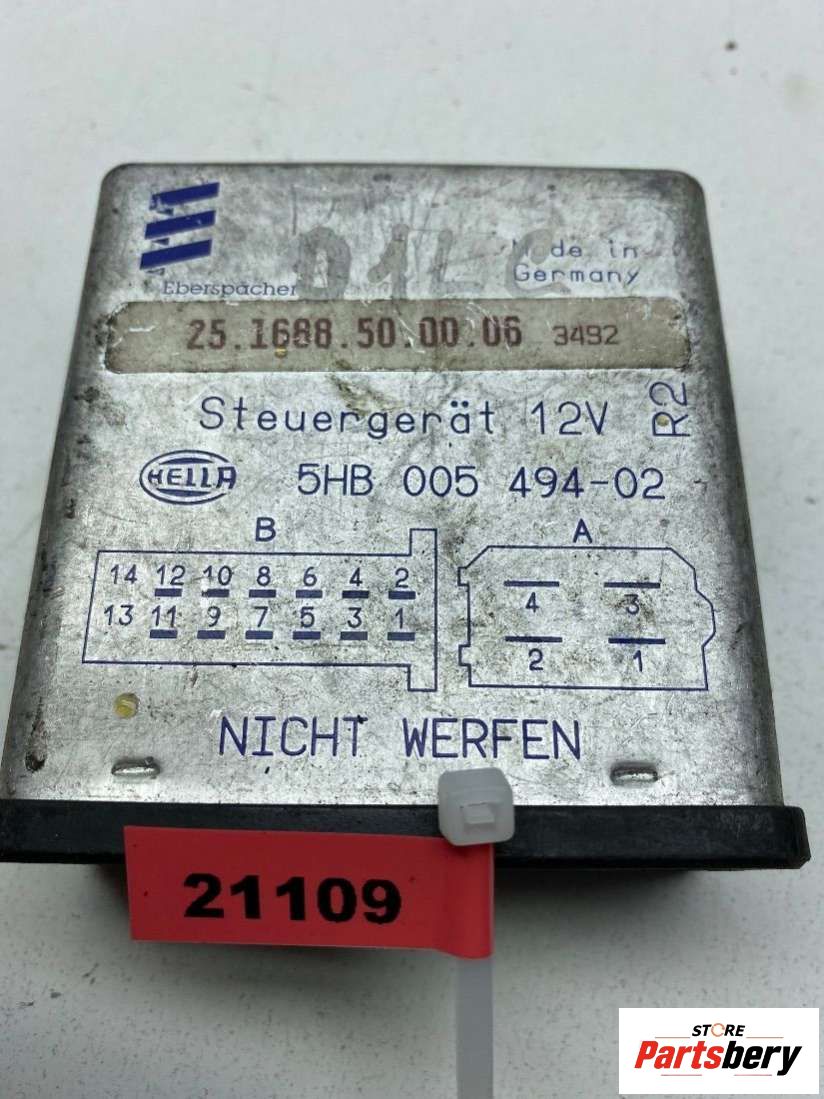 D1LC
Made in
Germany
Eberspächer
25.1688.50.00.06 3492
Steuergerät 12V R2
HELLA 5HB 005 494-02
B A
14 12 10 8 6 4 2
13 11 9 7 5 3 1
4 3
2 1
NICHT WERFEN
21109
STORE
Partsbery